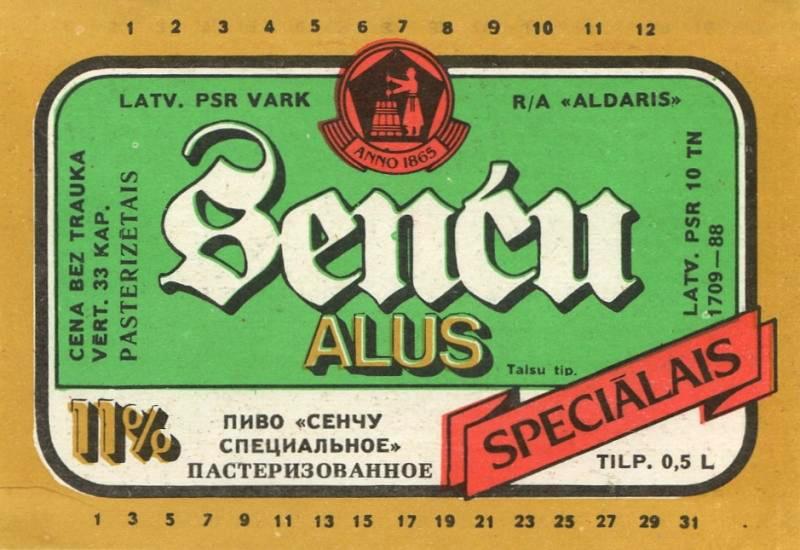 1 2 3 4 5 6 7 8 9 10 11 12
LATV. PSR VARK
R/A «ALDARIS»
ANNO 1865
CENA BEZ TRAUKA
VĒRT. 33 KAP.
PASTERIZĒTAIS
Senću
ALUS
LATV. PSR 10 TN
1709—88
Talsu tip.
SPECIĀLAIS
11%
ПИВО «СЕНЧУ
СПЕЦИАЛЬНОЕ»
ПАСТЕРИЗОВАННОЕ
TILP. 0,5 L
1 3 5 7 9 11 13 15 17 19 21 23 25 27 29 31